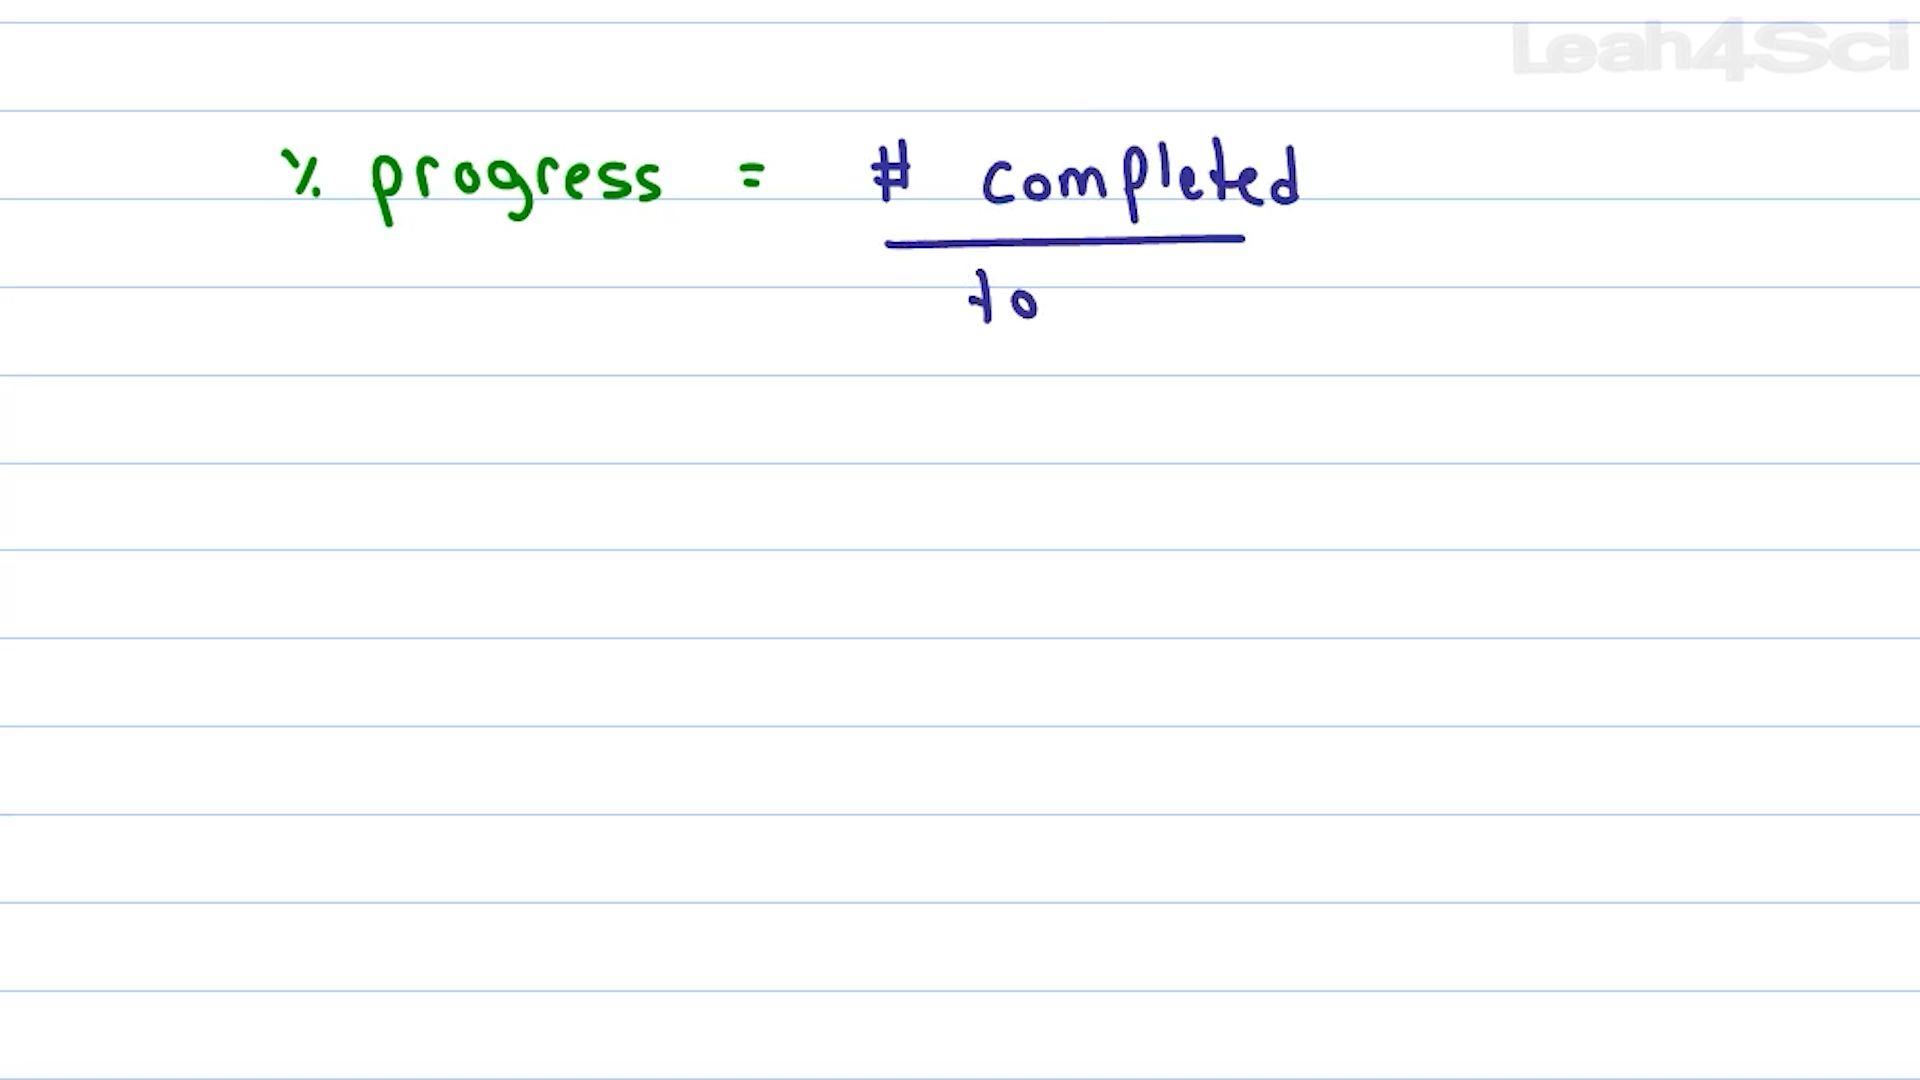 Leah4Sci
% progress = # completed
to